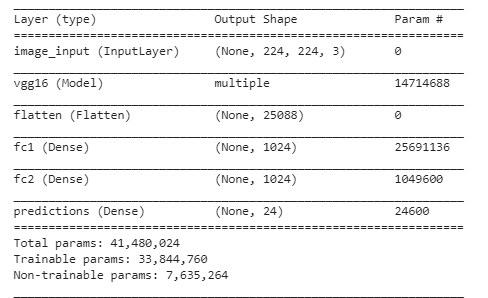 Layer (type) Output Shape Param #
image_input (InputLayer) (None, 224, 224, 3) 0
vgg16 (Model) multiple 14714688
flatten (Flatten) (None, 25088) 0
fc1 (Dense) (None, 1024) 25691136
fc2 (Dense) (None, 1024) 1049600
predictions (Dense) (None, 24) 24600
Total params: 41,480,024
Trainable params: 33,844,760
Non-trainable params: 7,635,264